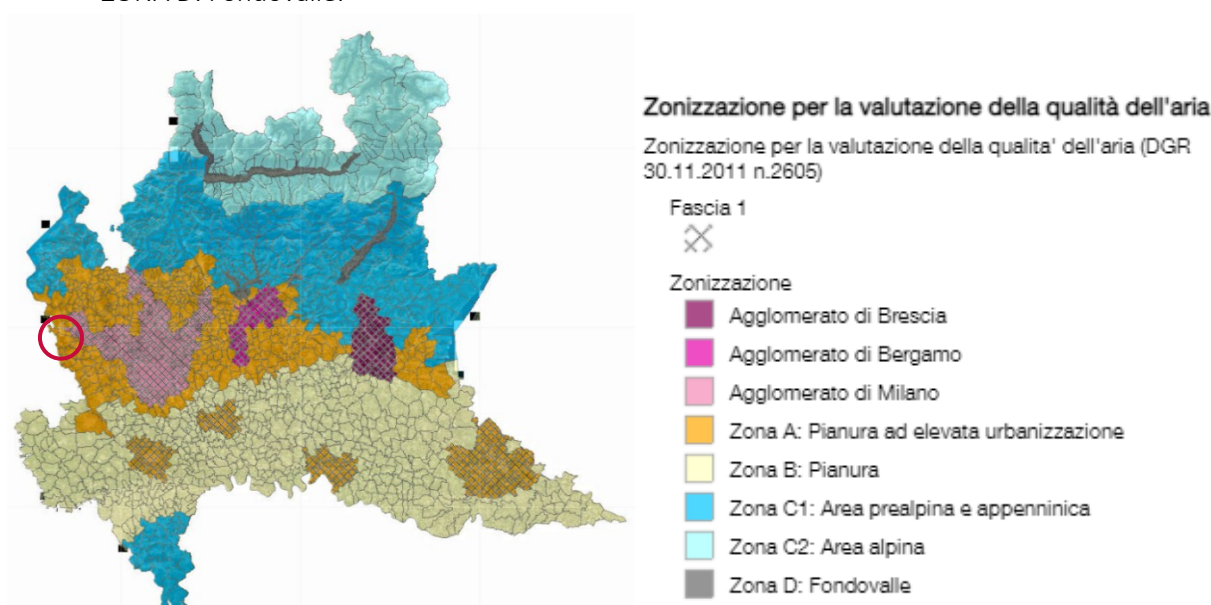 ZONA D: Fondovalle.
Zonizzazione per la valutazione della qualità dell'aria
Zonizzazione per la valutazione della qualita' dell'aria (DGR
30.11.2011 n.2605)
Fascia 1
Zonizzazione
Agglomerato di Brescia
Agglomerato di Bergamo
Agglomerato di Milano
Zona A: Pianura ad elevata urbanizzazione
Zona B: Pianura
Zona C1: Area prealpina e appenninica
Zona C2: Area alpina
Zona D: Fondovalle